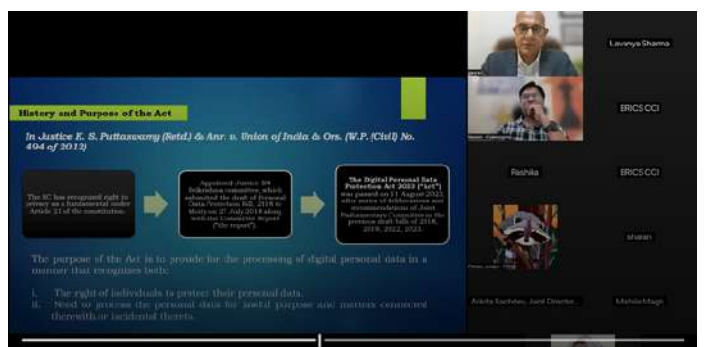 History and Purpose of the Act
In Justice K. S. Puttaswamy (Retd.) & Anr. v. Union of India & Ors. (W.P. (Civil) No.
494 of 2012)
The SC has recognized right to
privacy as a fundamental under
Article 21 of the constitution.
Appointed Justice BN
Srikrishna committee, which
submitted the draft of Personal
Data Protection Bill, 2018 to
Meity on 27 July 2018 along
with the Committee Report
("the report").
The Digital Personal Data
Protection Act 2023 ("Act")
was passed on 11 August 2023,
after series of deliberations and
recommendations of Joint
Parliamentary Committee in the
previous draft bills of 2018,
2019, 2022, 2023.
The purpose of the Act is to provide for the processing of digital personal data in a
manner that recognizes both:
i. The right of individuals to protect their personal data.
ii. Need to process the personal data for lawful purpose and matters connected
therewith or incidental thereto.
Lavanya Sharma
BRICS CCI
Rashika
BRICS CCI
sharan
Ankita Sachdev, Joint Director...